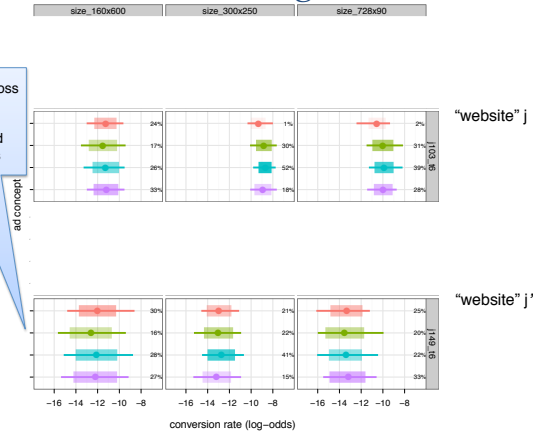 size_160x600 size_300x250 size_728x90
oss
"website" j
24% 1% 2%
17% 30% 31%
26% 52% 39%
33% 18% 28%
j103_t6
ad concept
"website" j'
30% 21% 25%
16% 22% 20%
28% 41% 22%
27% 15% 33%
j149_t6
−16 −14 −12 −10 −8 −16 −14 −12 −10 −8 −16 −14 −12 −10 −8
conversion rate (log−odds)